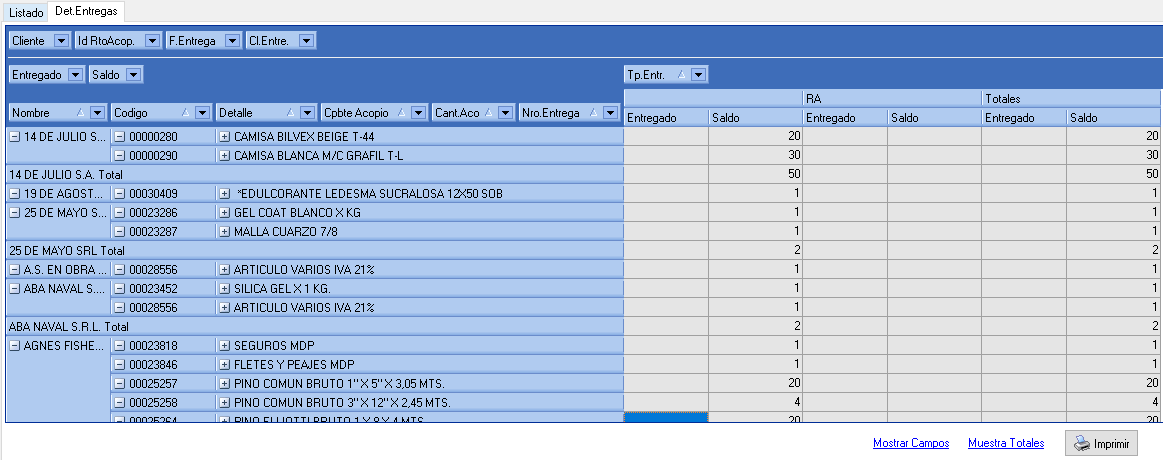 Listado Det.Entregas
Cliente Id RtoAcop. F.Entrega Cl.Entre.
Entregado Saldo Tp.Entr.
RA Totales
Nombre Codigo Detalle Cpbte Acopio Cant.Aco Nro.Entrega Entregado Saldo Entregado Saldo Entregado Saldo
14 DE JULIO S... 00000280 CAMISA BILVEX BEIGE T-44 20 20
00000290 CAMISA BLANCA M/C GRAFIL T-L 30 30
14 DE JULIO S.A. Total 50 50
19 DE AGOST... 00030409 *EDULCORANTE LEDESMA SUCRALOSA 12X50 SOB 1 1
25 DE MAYO S... 00023286 GEL COAT BLANCO X KG 1 1
00023287 MALLA CUARZO 7/8 1 1
25 DE MAYO SRL Total 2 2
A.S. EN OBRA ... 00028556 ARTICULO VARIOS IVA 21% 1 1
ABA NAVAL S.... 00023452 SILICA GEL X 1 KG. 1 1
00028556 ARTICULO VARIOS IVA 21% 1 1
ABA NAVAL S.R.L. Total 2 2
AGNES FISHE... 00023818 SEGUROS MDP 1 1
00023846 FLETES Y PEAJES MDP 1 1
00025257 PINO COMUN BRUTO 1" X 5" X 3,05 MTS. 20 20
00025258 PINO COMUN BRUTO 3" X 12" X 2,45 MTS. 4 4
00025264 PINO ELLIOTTI BRUTO 1 X 8 X 4 MTS 20 20
Mostrar Campos Muestra Totales Imprimir